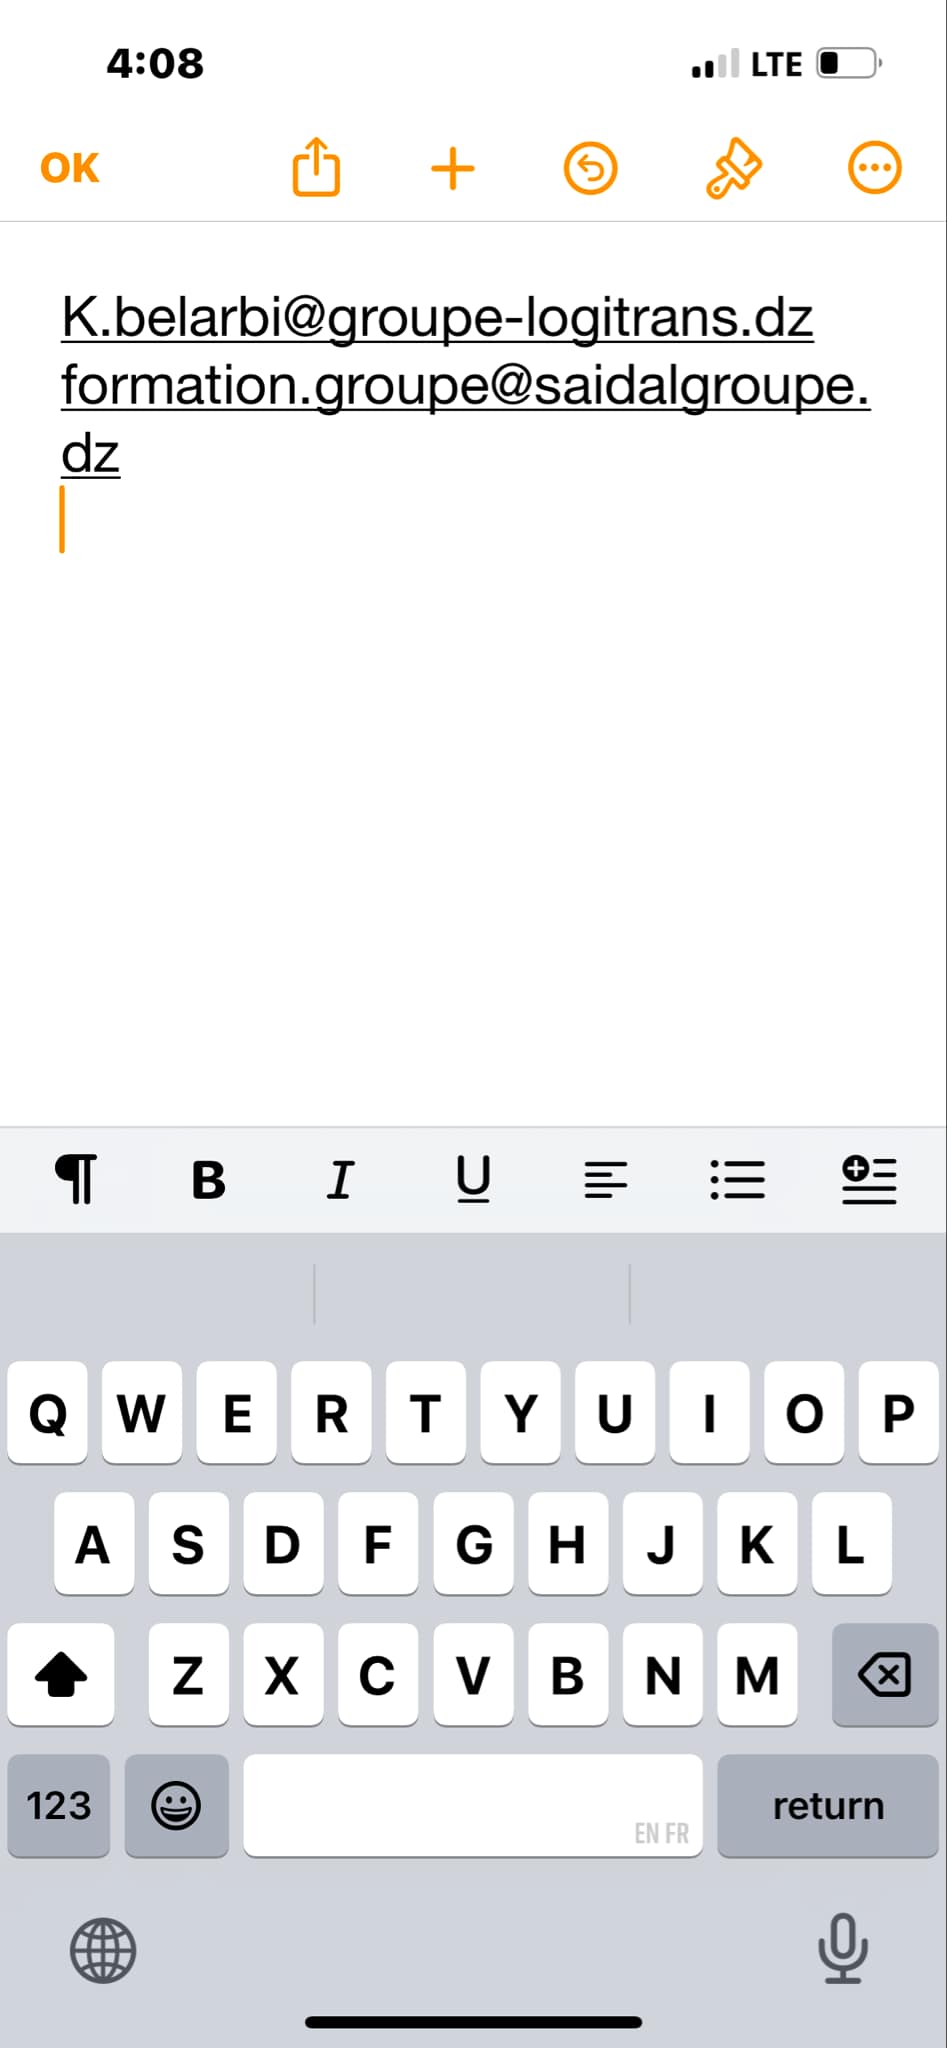 4:08
LTE
OK
K.belarbi@groupe-logitrans.dz
formation.groupe@saidalgroupe.
dz
B I U
Q W E R T Y U I O P
A S D F G H J K L
Z X C V B N M
123
EN FR
return